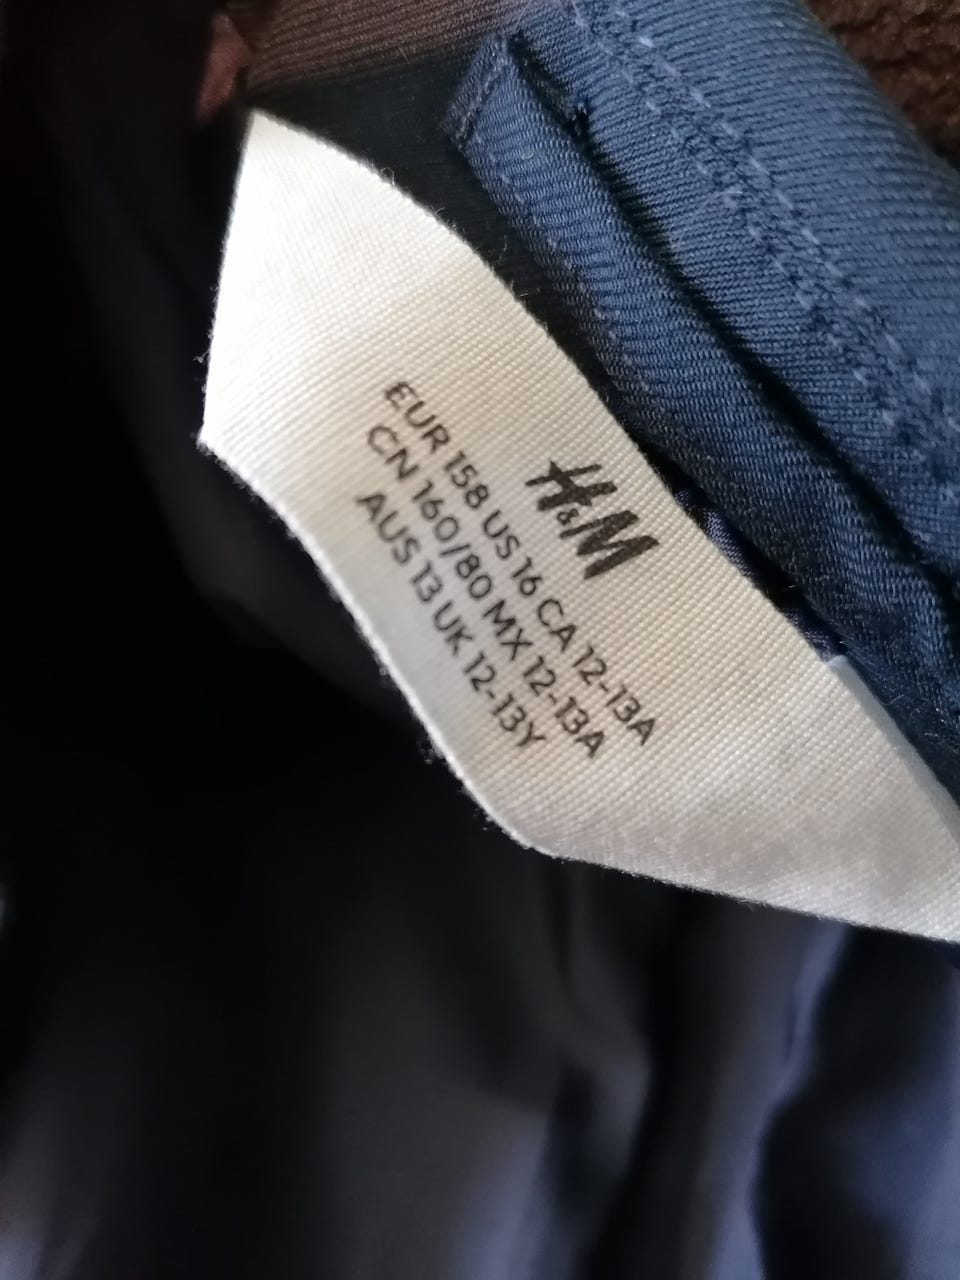 H&M
EUR 158 US 16 CA 12-13A
CN 160/80 MX 12-13A
AUS 13 UK 12-13Y